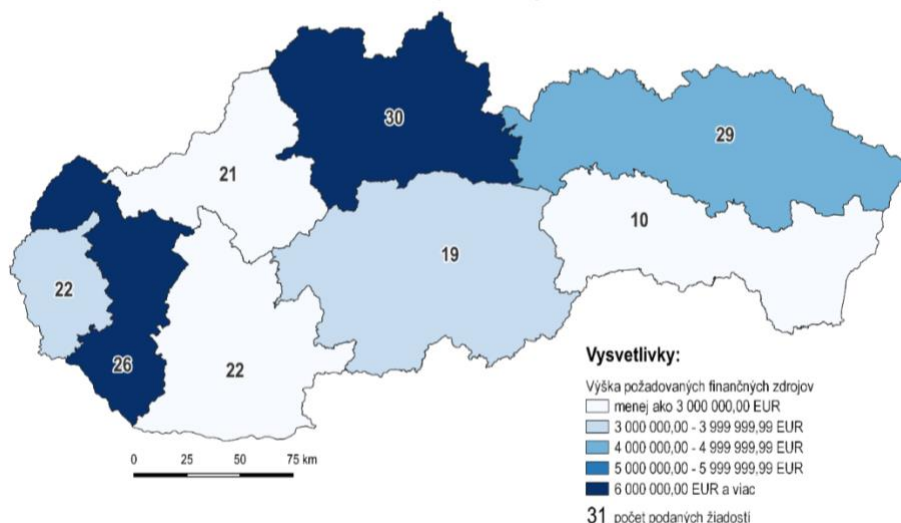 30
29
21
10
19
22
26
22
0 25 50 75 km
Vysvetlivky:
Výška požadovaných finančných zdrojov
menej ako 3 000 000,00 EUR
3 000 000,00 - 3 999 999,99 EUR
4 000 000,00 - 4 999 999,99 EUR
5 000 000,00 - 5 999 999,99 EUR
6 000 000,00 EUR a viac
31 počet podaných žiadostí